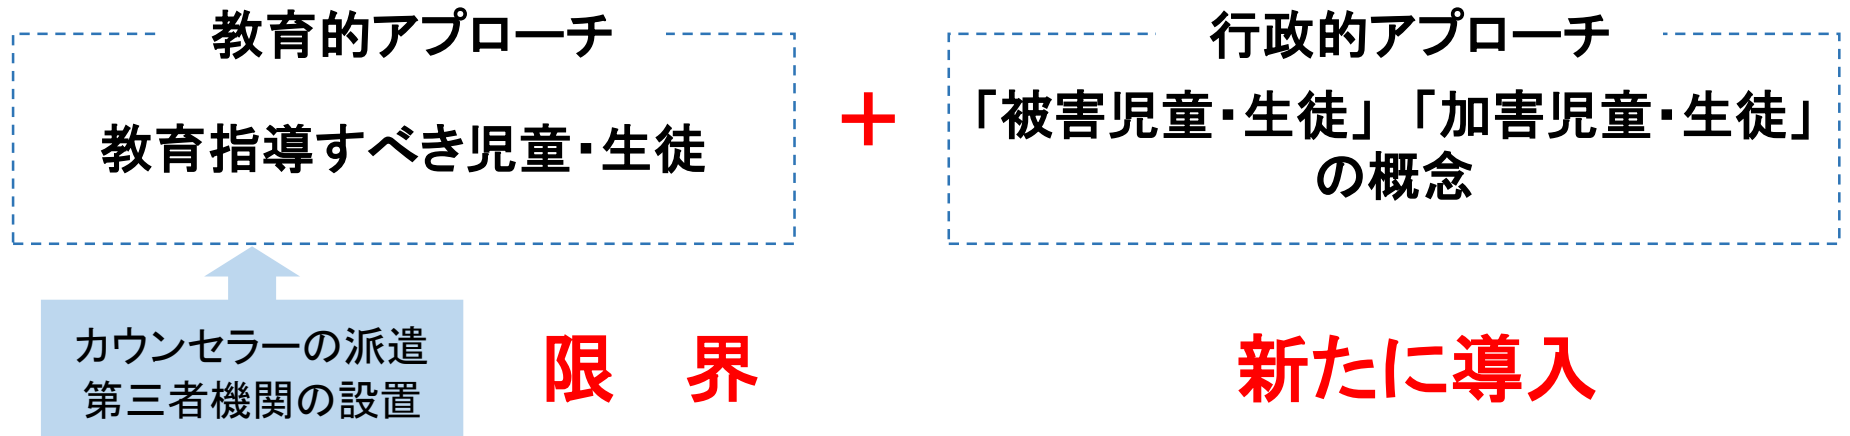 教育的アプローチ
教育指導すべき児童・生徒
＋
行政的アプローチ
「被害児童・生徒」「加害児童・生徒」
の概念
カウンセラーの派遣
第三者機関の設置
限　界
新たに導入